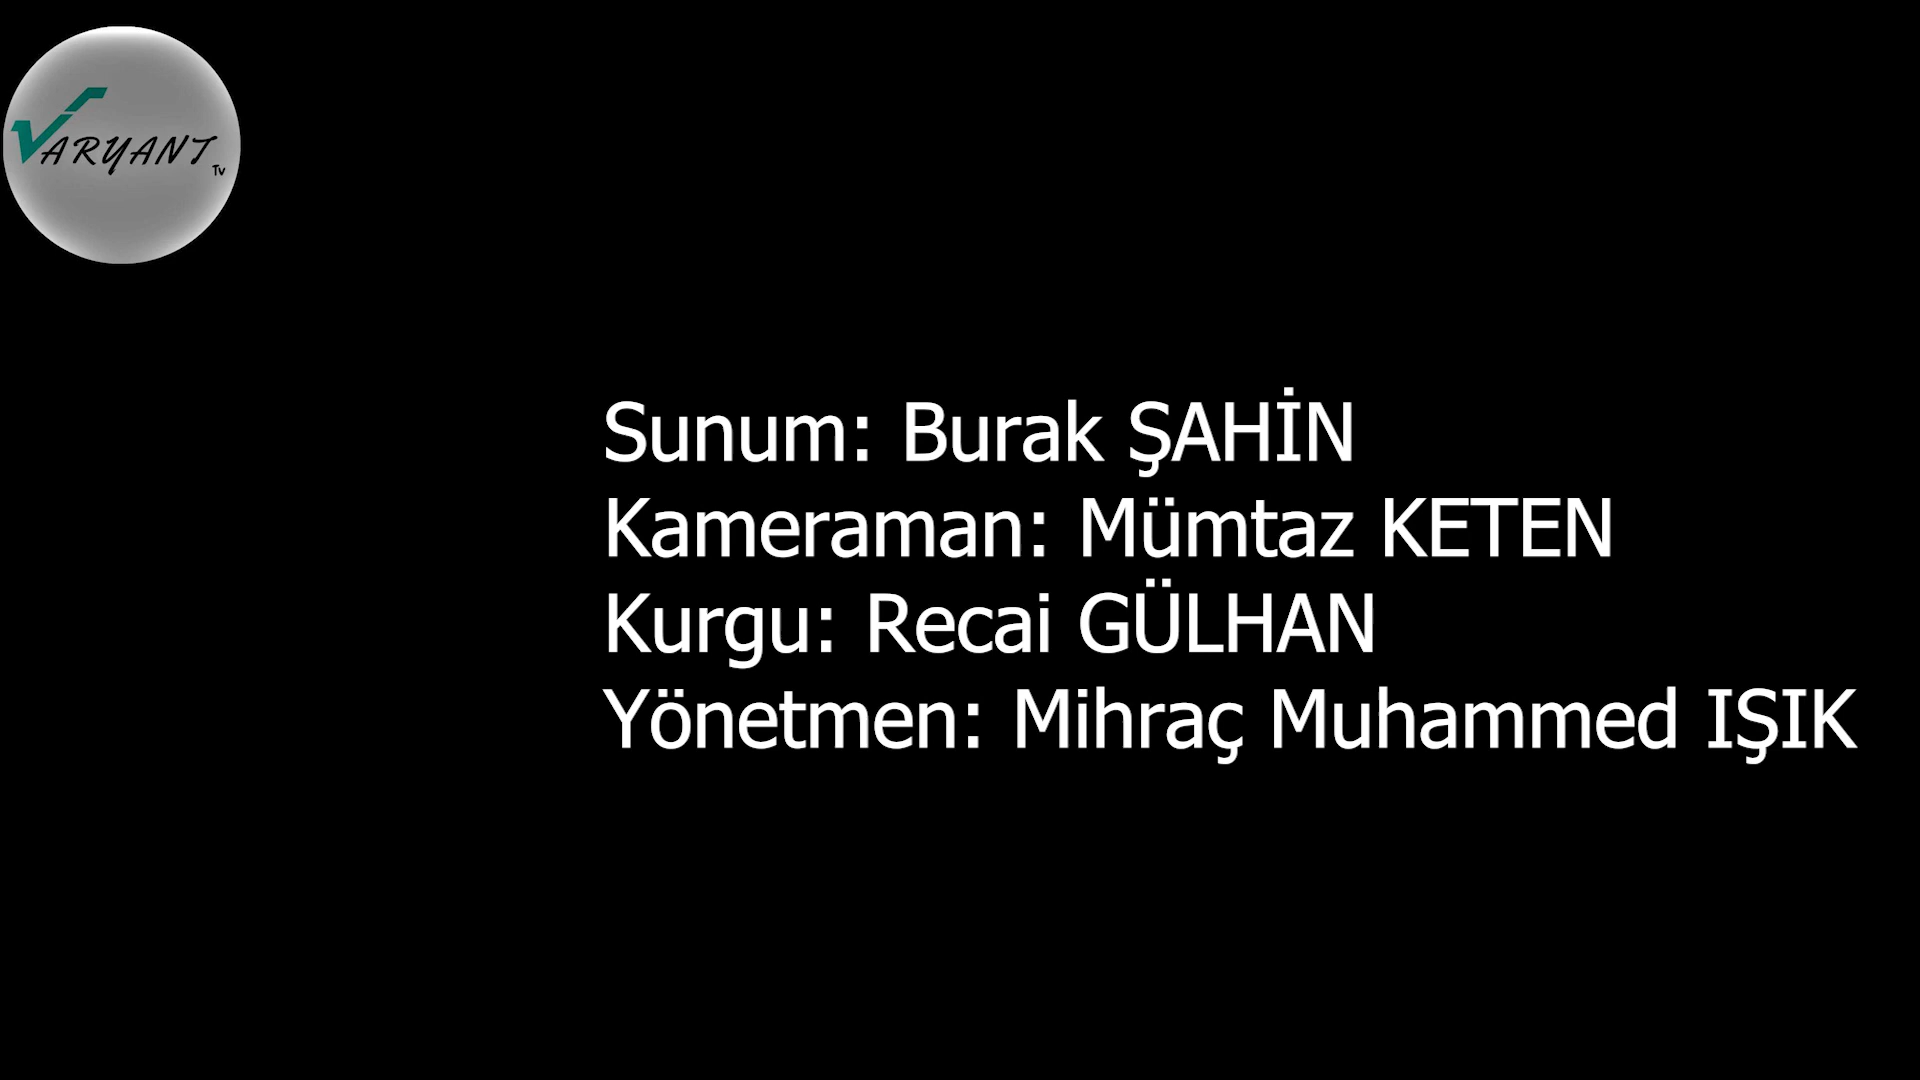 VARYANT
Tv
Sunum: Burak ŞAHİN
Kameraman: Mümtaz KETEN
Kurgu: Recai GÜLHAN
Yönetmen: Mihraç Muhammed IŞIK